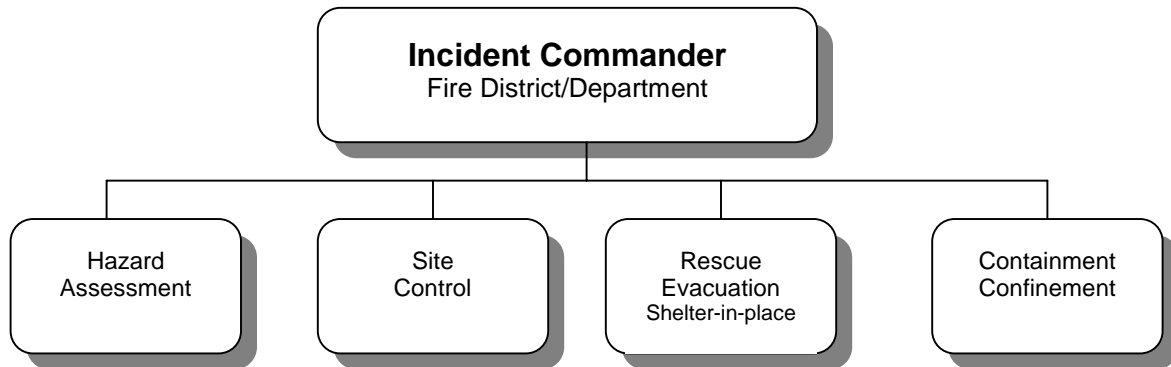 Incident Commander
Fire District/Department
Hazard
Assessment
Site
Control
Rescue
Evacuation
Shelter-in-place
Containment
Confinement